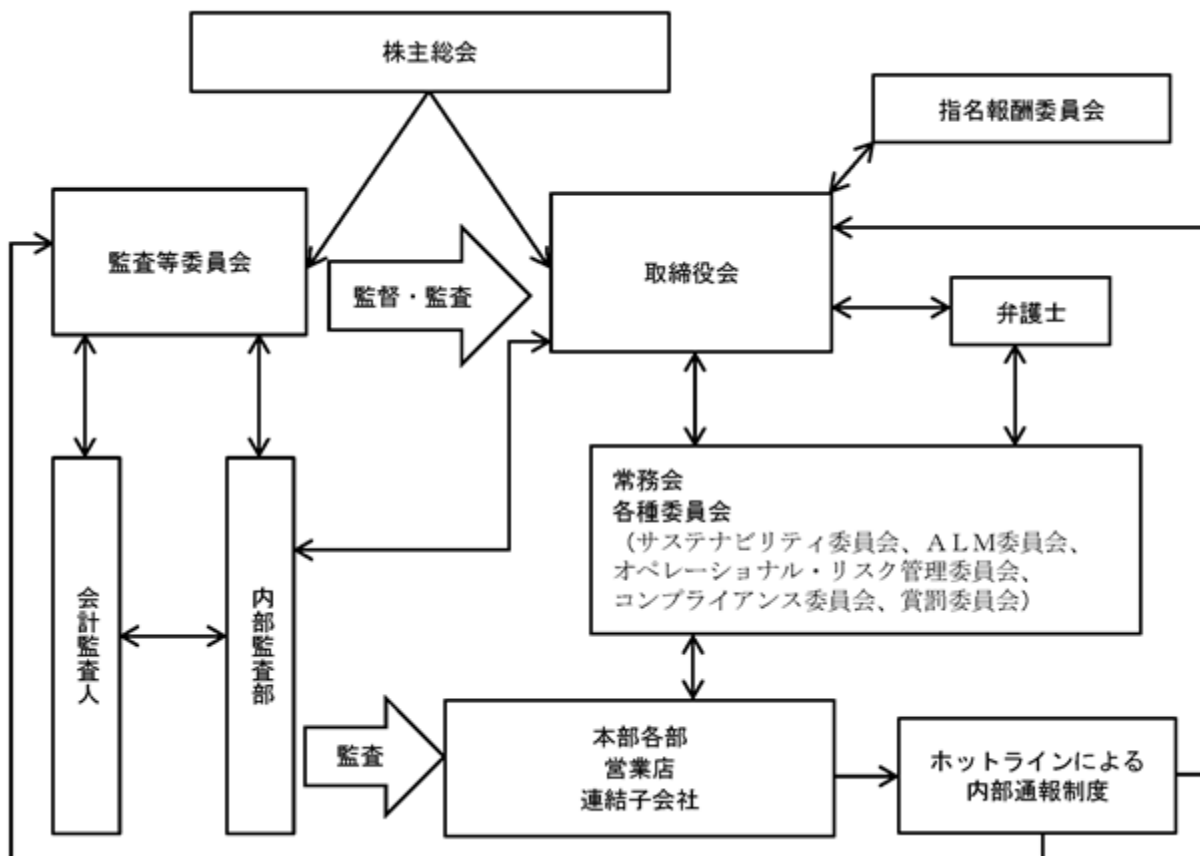 株主総会
指名報酬委員会
監査等委員会
監督・監査
取締役会
弁護士
常務会
各種委員会
（サステナビリティ委員会、ＡＬＭ委員会、
オペレーショナル・リスク管理委員会、
コンプライアンス委員会、賞罰委員会）
会計監査人
内部監査部
監査
本部各部
営業店
連結子会社
ホットラインによる
内部通報制度